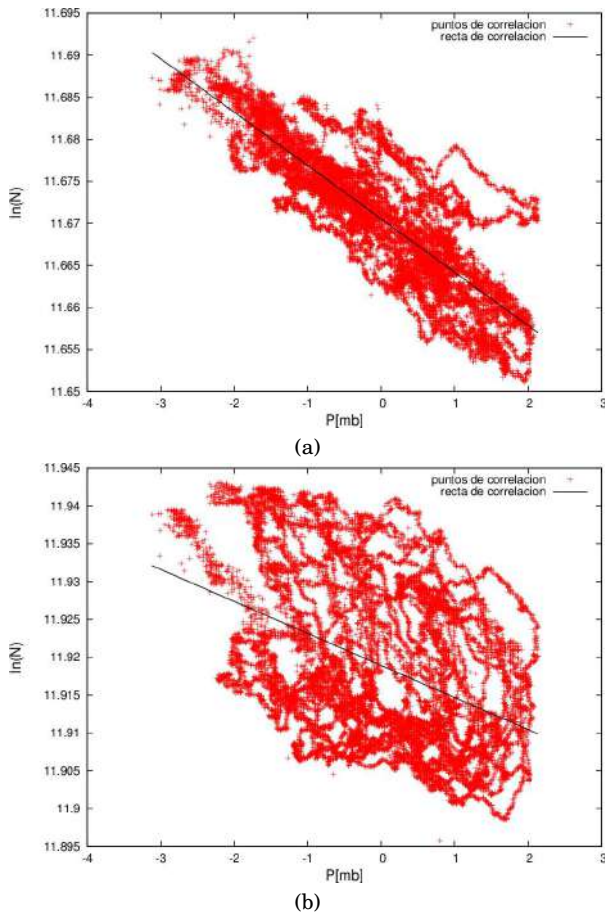 11.695
puntos de correlacion
recta de correlacion
11.69
11.685
11.68
11.675
ln(N)
11.67
11.665
11.66
11.655
11.65
-4 -3 -2 -1 0 1 2 3
P[mb]
(a)
11.945
puntos de correlacion
recta de correlacion
11.94
11.935
11.93
11.925
ln(N)
11.92
11.915
11.91
11.905
11.9
11.895
-4 -3 -2 -1 0 1 2 3
P[mb]
(b)